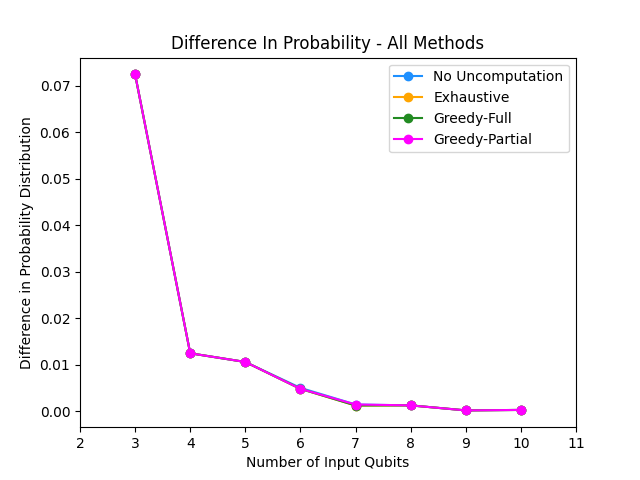 Difference In Probability - All Methods
No Uncomputation
Exhaustive
Greedy-Full
Greedy-Partial
Difference in Probability Distribution
0.07
0.06
0.05
0.04
0.03
0.02
0.01
0.00
2 3 4 5 6 7 8 9 10 11
Number of Input Qubits